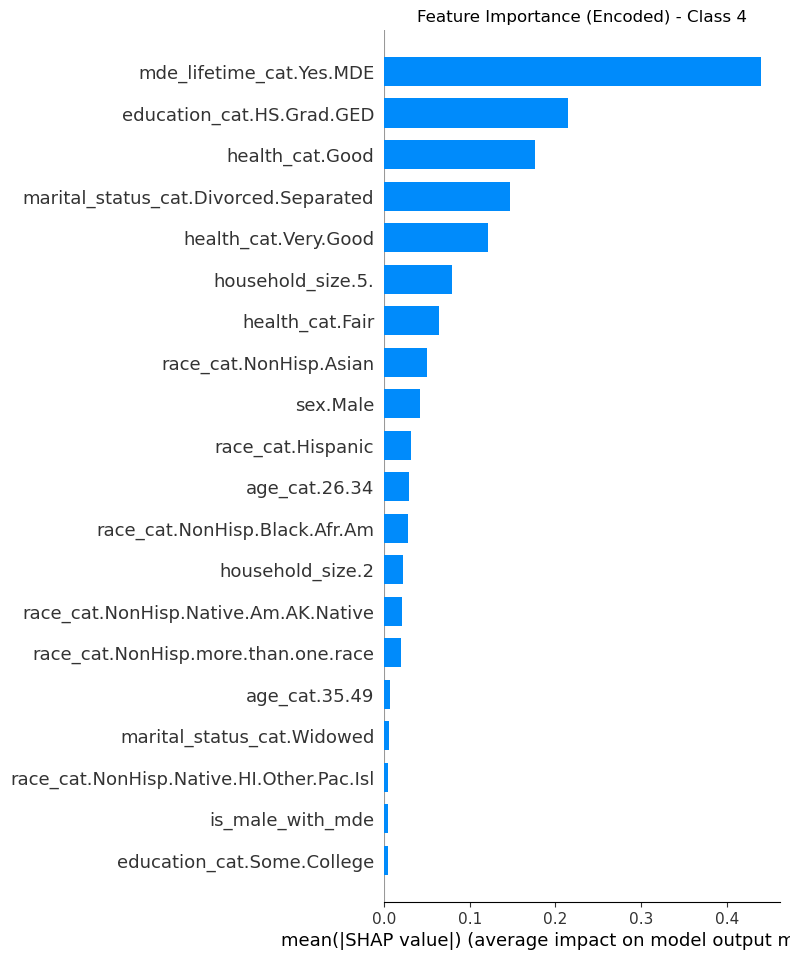 Feature Importance (Encoded) - Class 4
mde_lifetime_cat.Yes.MDE
education_cat.HS.Grad.GED
health_cat.Good
marital_status_cat.Divorced.Separated
health_cat.Very.Good
household_size.5.
health_cat.Fair
race_cat.NonHisp.Asian
sex.Male
race_cat.Hispanic
age_cat.26.34
race_cat.NonHisp.Black.Afr.Am
household_size.2
race_cat.NonHisp.Native.Am.AK.Native
race_cat.NonHisp.more.than.one.race
age_cat.35.49
marital_status_cat.Widowed
race_cat.NonHisp.Native.HI.Other.Pac.Isl
is_male_with_mde
education_cat.Some.College
0.0 0.1 0.2 0.3 0.4
mean(|SHAP value|) (average impact on model output m